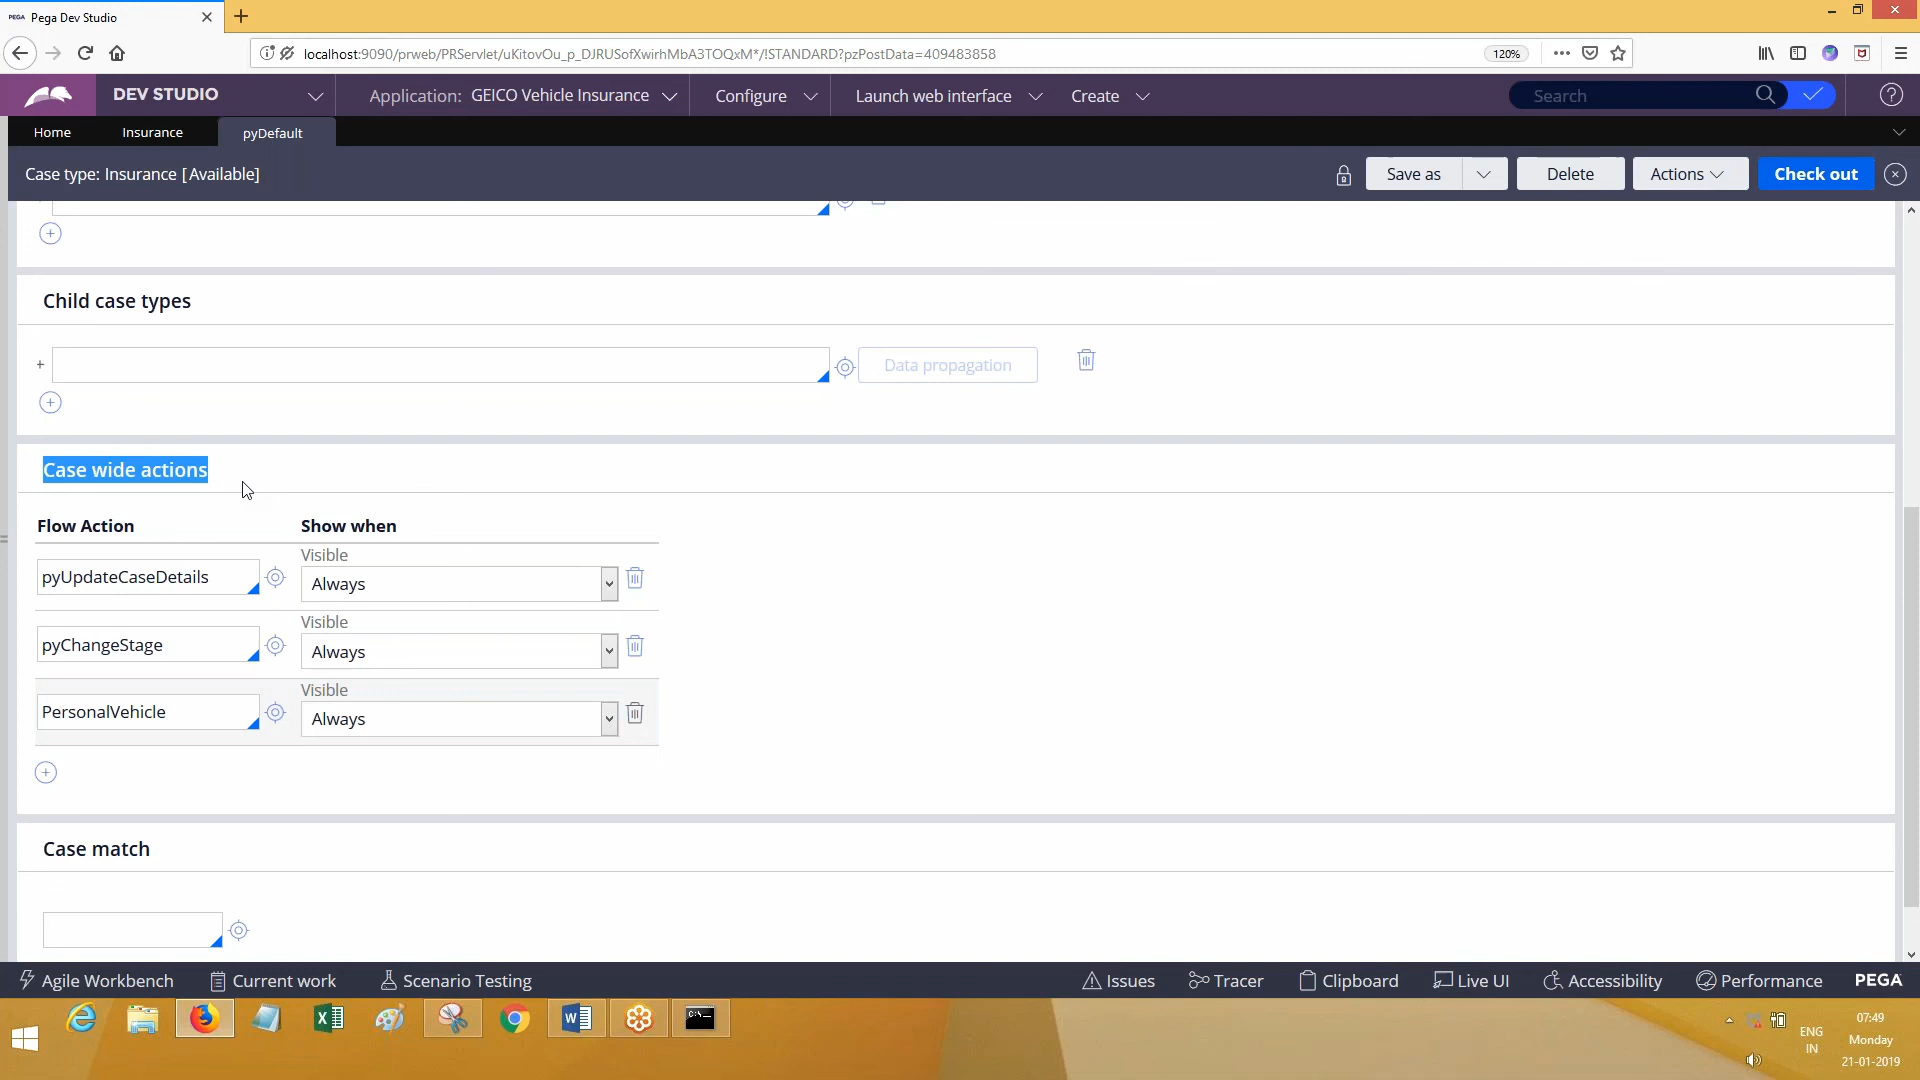 PEGA Pega Dev Studio
localhost:9090/prweb/PRServlet/uKitovOu_p_DJRUSofXwirhMbA3TOQxM*/!STANDARD?pzPostData=409483858
120%
DEV STUDIO
Application: GEICO Vehicle Insurance
Configure
Launch web interface
Create
Search
Home
Insurance
pyDefault
Case type: Insurance [Available]
Save as
Delete
Actions
Check out
Child case types
Data propagation
Case wide actions
Flow Action
Show when
Visible
pyUpdateCaseDetails
Always
Visible
pyChangeStage
Always
Visible
PersonalVehicle
Always
Case match
Agile Workbench
Current work
Scenario Testing
Issues
Tracer
Clipboard
Live UI
Accessibility
Performance
PEGA
ENG
IN
07:49
Monday
21-01-2019